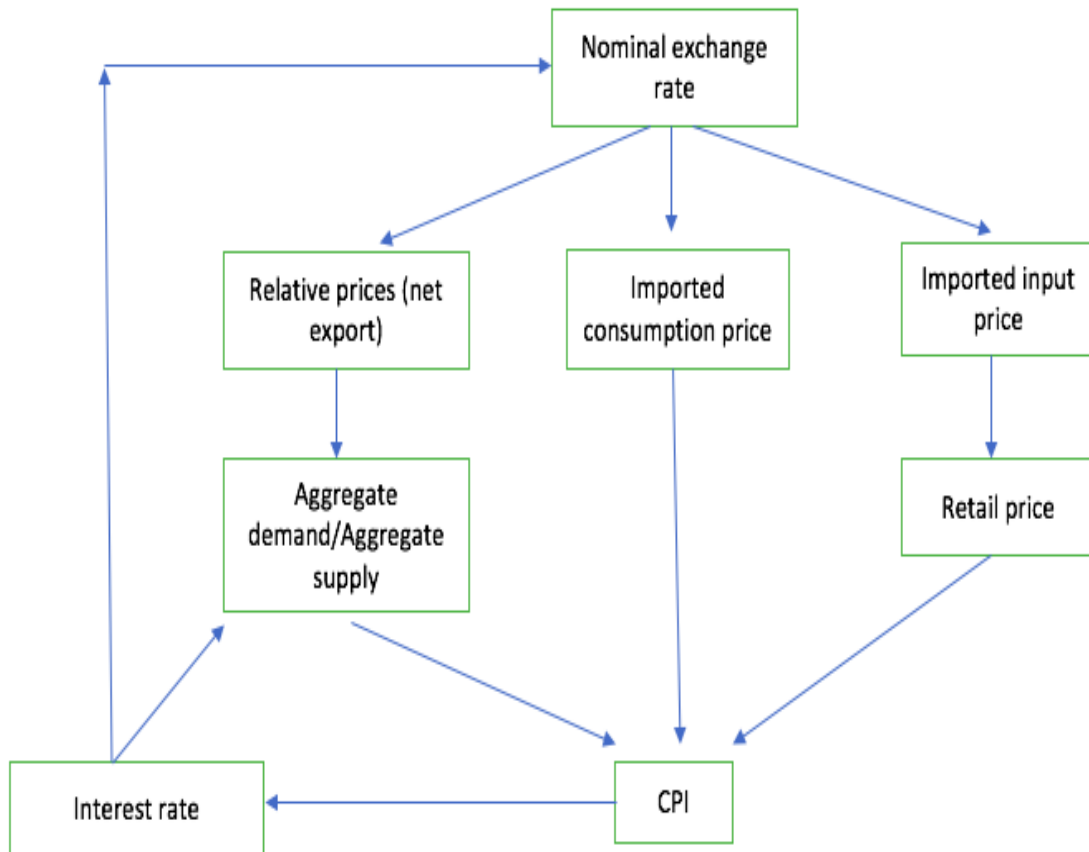 Nominal exchange
rate
Relative prices (net
export)
Imported
consumption price
Imported input
price
Aggregate
demand/Aggregate
supply
Retail price
Interest rate
CPI